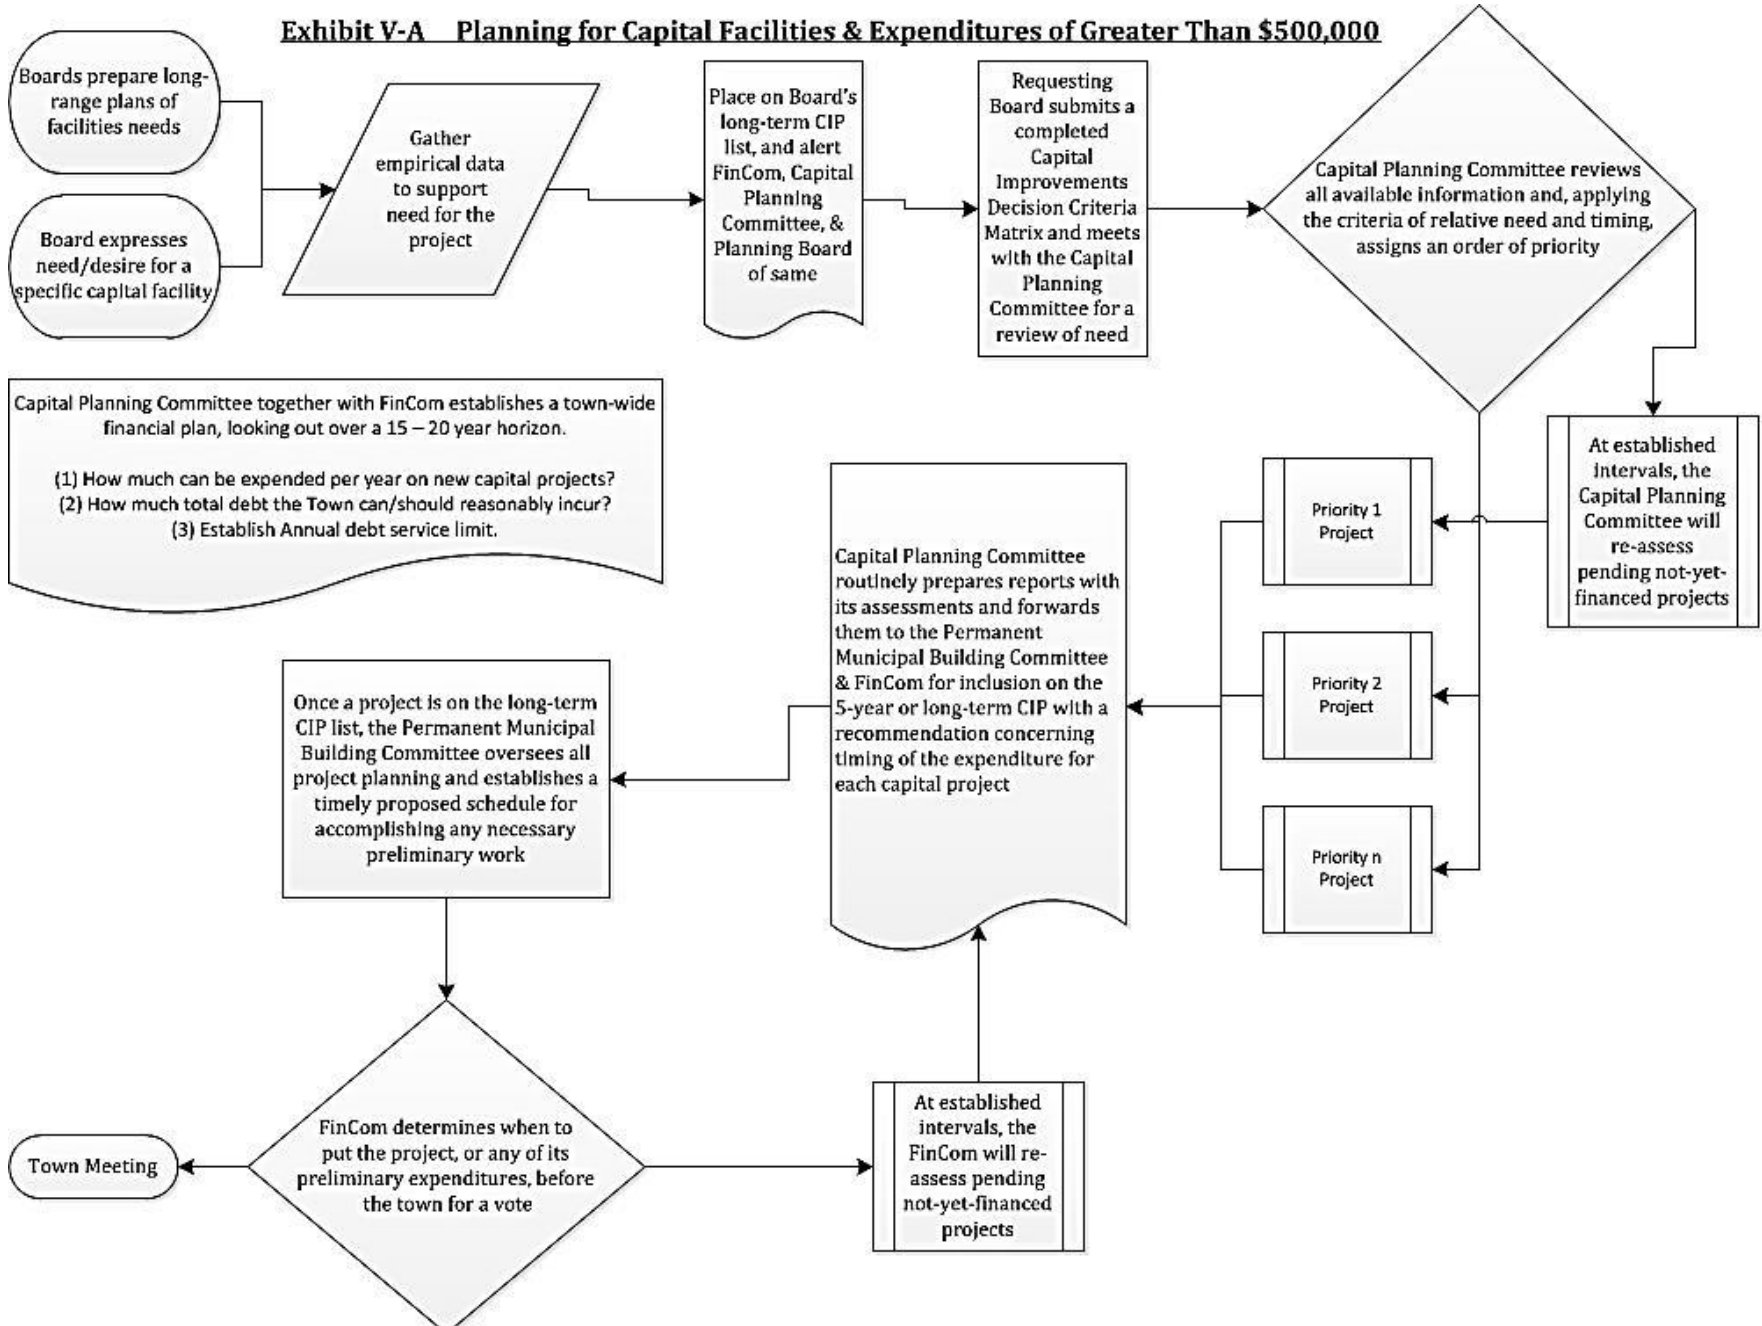 Exhibit V-A Planning for Capital Facilities & Expenditures of Greater Than $500,000
Boards prepare long-
range plans of
facilities needs
Board expresses
need/desire for a
specific capital facility
Gather
empirical data
to support
need for the
project
Place on Board's
long-term CIP
list, and alert
FinCom, Capital
Planning
Committee, &
Planning Board
of same
Requesting
Board submits a
completed
Capital
Improvements
Decision Criteria
Matrix and meets
with the Capital
Planning
Committee for a
review of need
Capital Planning Committee reviews
all available information and, applying
the criteria of relative need and timing,
assigns an order of priority
At established
intervals, the
Capital Planning
Committee will
re-assess
pending not-yet-
financed projects
Priority 1
Project
Priority 2
Project
Priority n
Project
Capital Planning Committee together with FinCom establishes a town-wide
financial plan, looking out over a 15 – 20 year horizon.
(1) How much can be expended per year on new capital projects?
(2) How much total debt the Town can/should reasonably incur?
(3) Establish Annual debt service limit.
Capital Planning Committee
routinely prepares reports with
its assessments and forwards
them to the Permanent
Municipal Building Committee
& FinCom for inclusion on the
5-year or long-term CIP with a
recommendation concerning
timing of the expenditure for
each capital project
Once a project is on the long-term
CIP list, the Permanent Municipal
Building Committee oversees all
project planning and establishes a
timely proposed schedule for
accomplishing any necessary
preliminary work
FinCom determines when to
put the project, or any of its
preliminary expenditures, before
the town for a vote
Town Meeting
At established
intervals, the
FinCom will re-
assess pending
not-yet-financed
projects